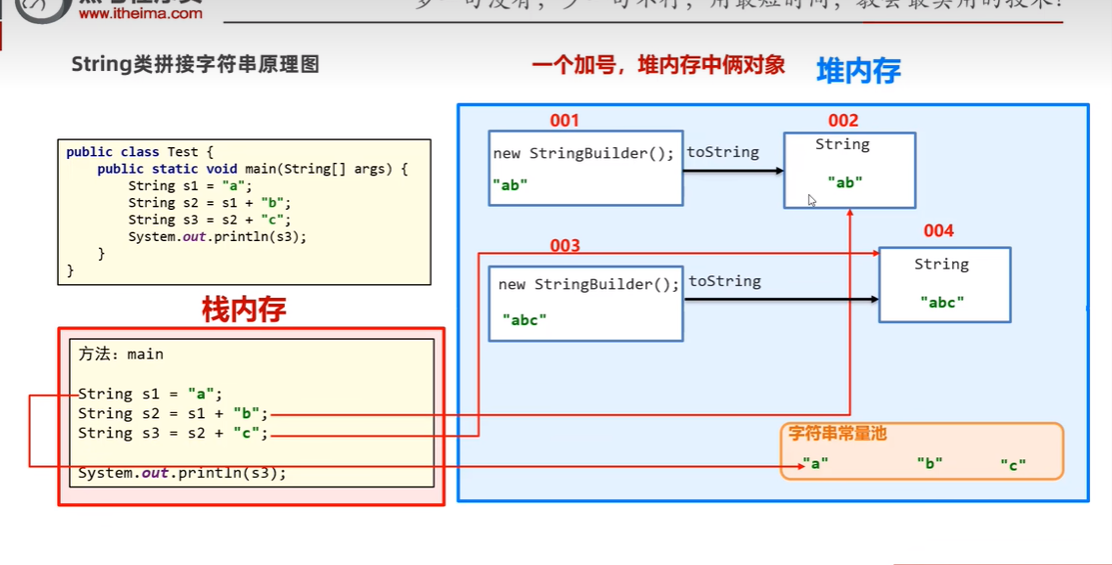 www.itheima.com
String类拼接字符串原理图
一个加号，堆内存中俩对象
堆内存
public class Test {
public static void main(String[] args) {
String s1 = "a";
String s2 = s1 + "b";
String s3 = s2 + "c";
System.out.println(s3);
}
}
001
new StringBuilder();
"ab"
toString
002
String
"ab"
003
new StringBuilder();
"abc"
toString
004
String
"abc"
栈内存
方法：main
String s1 = "a";
String s2 = s1 + "b";
String s3 = s2 + "c";
System.out.println(s3);
字符串常量池
"a" "b" "c"